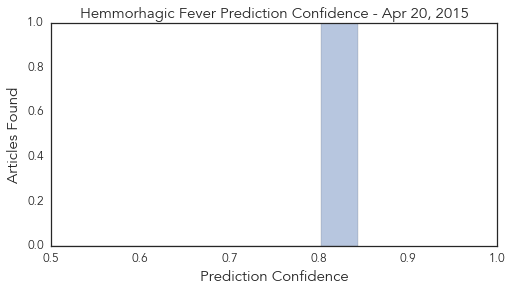 Hemmorhagic Fever Prediction Confidence - Apr 20, 2015
1.0
0.8
0.6
0.4
0.2
0.0
Articles Found
0.5 0.6 0.7 0.8 0.9 1.0
Prediction Confidence